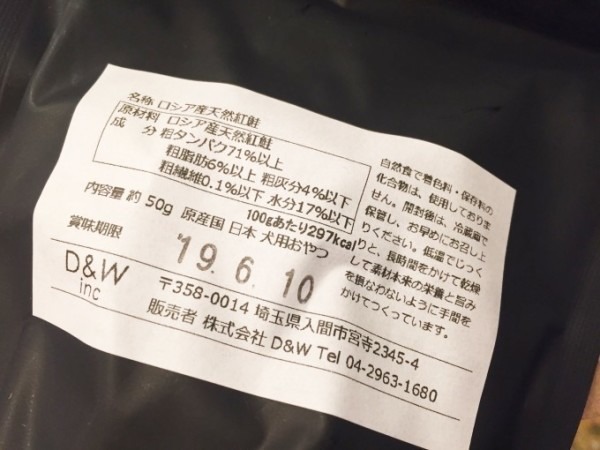 名称 ロシア産天然紅鮭
原材料 ロシア産天然紅鮭
成分 粗タンパク71%以上
粗脂肪6%以上 粗灰分4%以下
粗繊維0.1%以下 水分17%以下
100gあたり297kcal
内容量 約50g 原産国 日本 犬用おやつ
賞味期限
'19.6.10
自然食で着色料・保存料の
化合物は、使用しておりま
せん。開封後は、冷蔵庫で
保管し、お早めにお召し上
りください。低温でじっく
りと、長時間をかけて乾燥
して素材本来の栄養と旨み
を損なわないように手間を
かけてつくっています。
D&W
inc
〒358-0014 埼玉県入間市宮寺2345-4
販売者 株式会社 D&W Tel 04-2963-1680